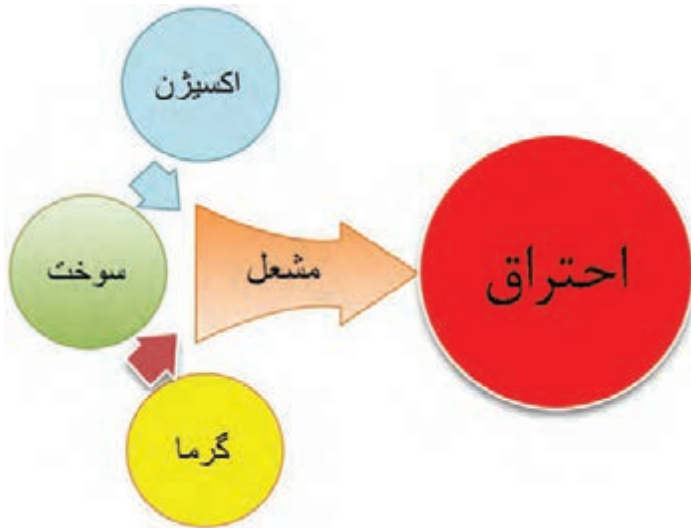 اکسیژن
سوخت
مشعل
احتراق
گرما